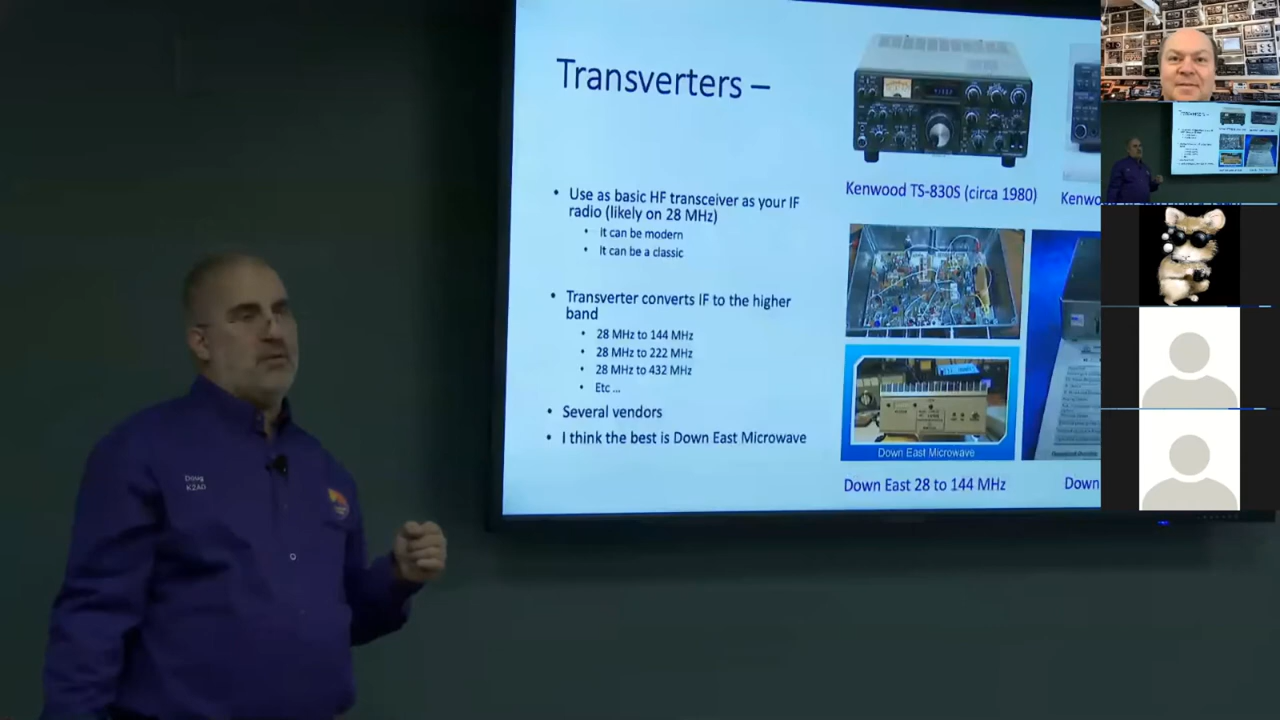 Transverters –
Use as basic HF transceiver as your IF
radio (likely on 28 MHz)
It can be modern
It can be a classic
Transverter converts IF to the higher
band
28 MHz to 144 MHz
28 MHz to 222 MHz
28 MHz to 432 MHz
Etc ...
Several vendors
I think the best is Down East Microwave
Kenwood TS-830S (circa 1980)
Kenwo
Down East Microwave
Down East 28 to 144 MHz
Down
Doug